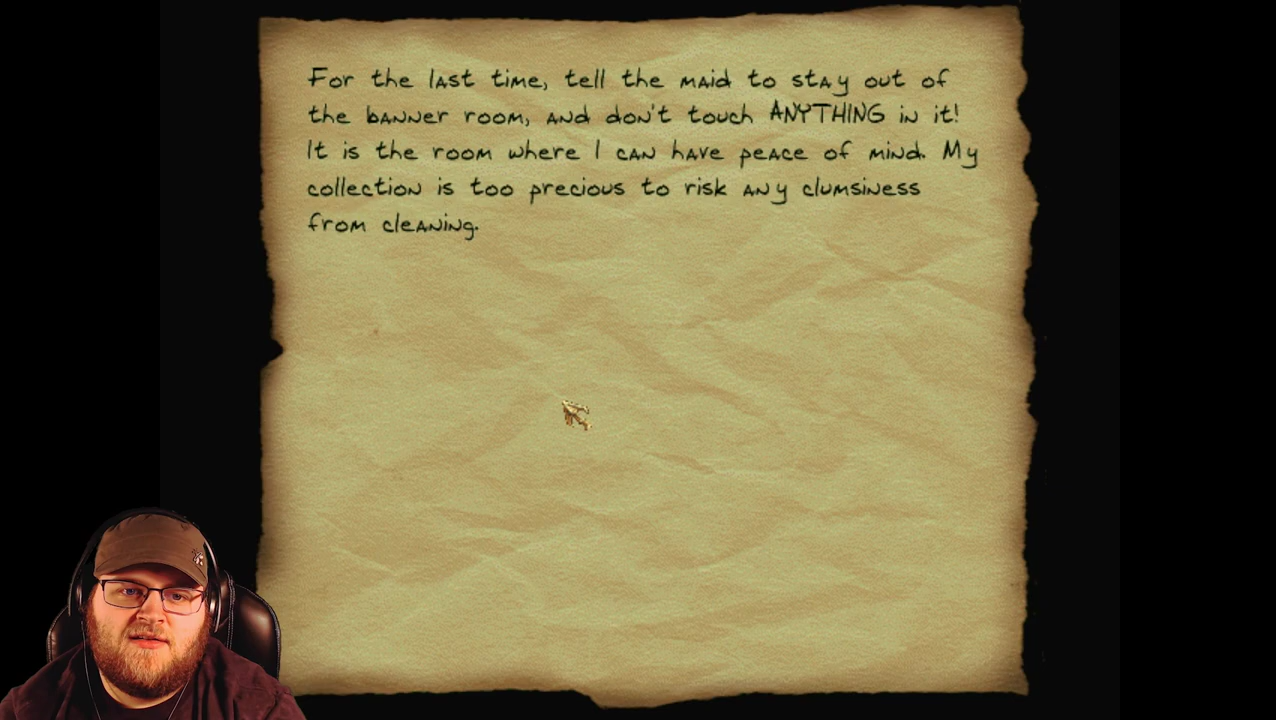 For the last time, tell the maid to stay out of
the banner room, and don't touch ANYTHING in it!
It is the room where I can have peace of mind. My
collection is too precious to risk any clumsiness
from cleaning.